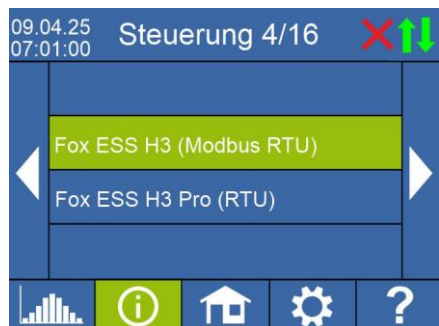 09.04.25
07:01:00
Steuerung 4/16
Fox ESS H3 (Modbus RTU)
Fox ESS H3 Pro (RTU)
i
?